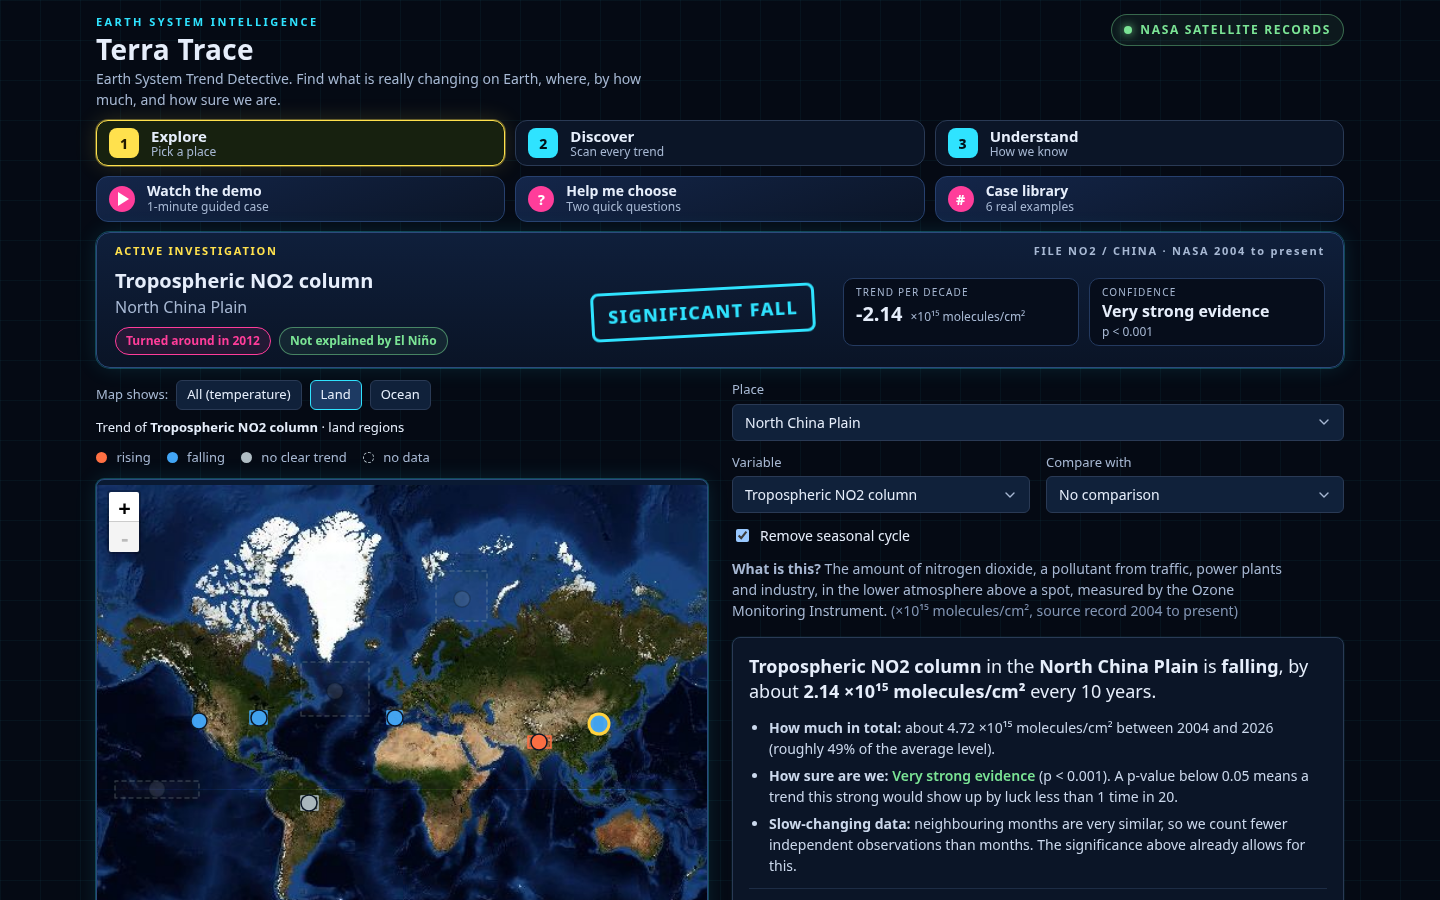 EARTH SYSTEM INTELLIGENCE
Terra Trace
Earth System Trend Detective. Find what is really changing on Earth, where, by how
much, and how sure we are.
NASA SATELLITE RECORDS
1 Explore
Pick a place
2 Discover
Scan every trend
3 Understand
How we know
Watch the demo
1-minute guided case
? Help me choose
Two quick questions
# Case library
6 real examples
ACTIVE INVESTIGATION
FILE NO2 / CHINA · NASA 2004 to present
Tropospheric NO2 column
North China Plain
Turned around in 2012
Not explained by El Niño
SIGNIFICANT FALL
TREND PER DECADE
-2.14 ×10¹⁵ molecules/cm²
CONFIDENCE
Very strong evidence
p < 0.001
Map shows: All (temperature) Land Ocean
Trend of Tropospheric NO2 column · land regions
rising falling no clear trend no data
+
-
Place
North China Plain
Variable
Tropospheric NO2 column
Compare with
No comparison
Remove seasonal cycle
What is this? The amount of nitrogen dioxide, a pollutant from traffic, power plants
and industry, in the lower atmosphere above a spot, measured by the Ozone
Monitoring Instrument. (×10¹⁵ molecules/cm², source record 2004 to present)
Tropospheric NO2 column in the North China Plain is falling, by
about 2.14 ×10¹⁵ molecules/cm² every 10 years.
• How much in total: about 4.72 ×10¹⁵ molecules/cm² between 2004 and 2026
(roughly 49% of the average level).
• How sure are we: Very strong evidence (p < 0.001). A p-value below 0.05 means a
trend this strong would show up by luck less than 1 time in 20.
• Slow-changing data: neighbouring months are very similar, so we count fewer
independent observations than months. The significance above already allows for
this.